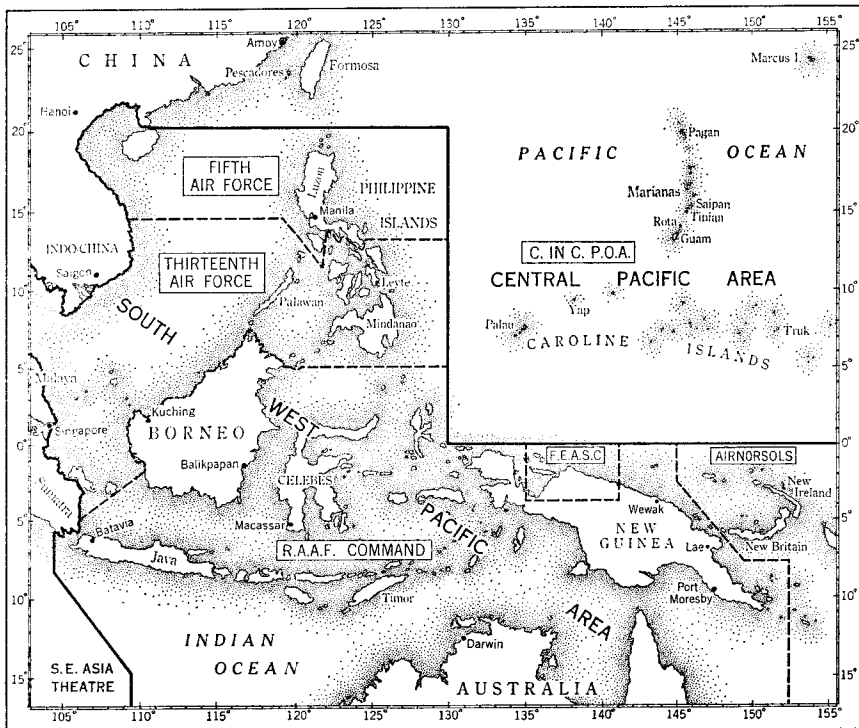 105° 110° 115° 120° 125° 130° 135° 140° 145° 150° 155°
25° Amoy 25°
CHINA Formosa Marcus I.
Pescadores
Hanoi
20° Pagan 20°
PACIFIC OCEAN
FIFTH
AIR FORCE
Luzon
PHILIPPINE
ISLANDS
Marianas
Saipan
Tinian
15° Manila 15°
Rota
Guam
INDO-CHINA
THIRTEENTH
AIR FORCE
C. IN C. P.O.A.
Saigon
CENTRAL PACIFIC AREA
10° Leyte 10°
Palawan
Yap
SOUTH
Mindanao
Palau
Truk
CAROLINE ISLANDS
5° 5°
Malaya
Kuching
WEST
Singapore
BORNEO
0° 0°
F.E.A.S.C
AIRNORSOLS
Balikpapan
CELEBES
New
Ireland
Sumatra
Wewak
5° 5°
PACIFIC
NEW
GUINEA
Macassar
Batavia
R.A.A.F. COMMAND
Lae
New Britain
Java
Timor
Port
Moresby
10° 10°
AREA
INDIAN
OCEAN
Darwin
15° 15°
S.E. ASIA
THEATRE
AUSTRALIA
105° 110° 115° 120° 125° 130° 135° 140° 145° 150° 155°